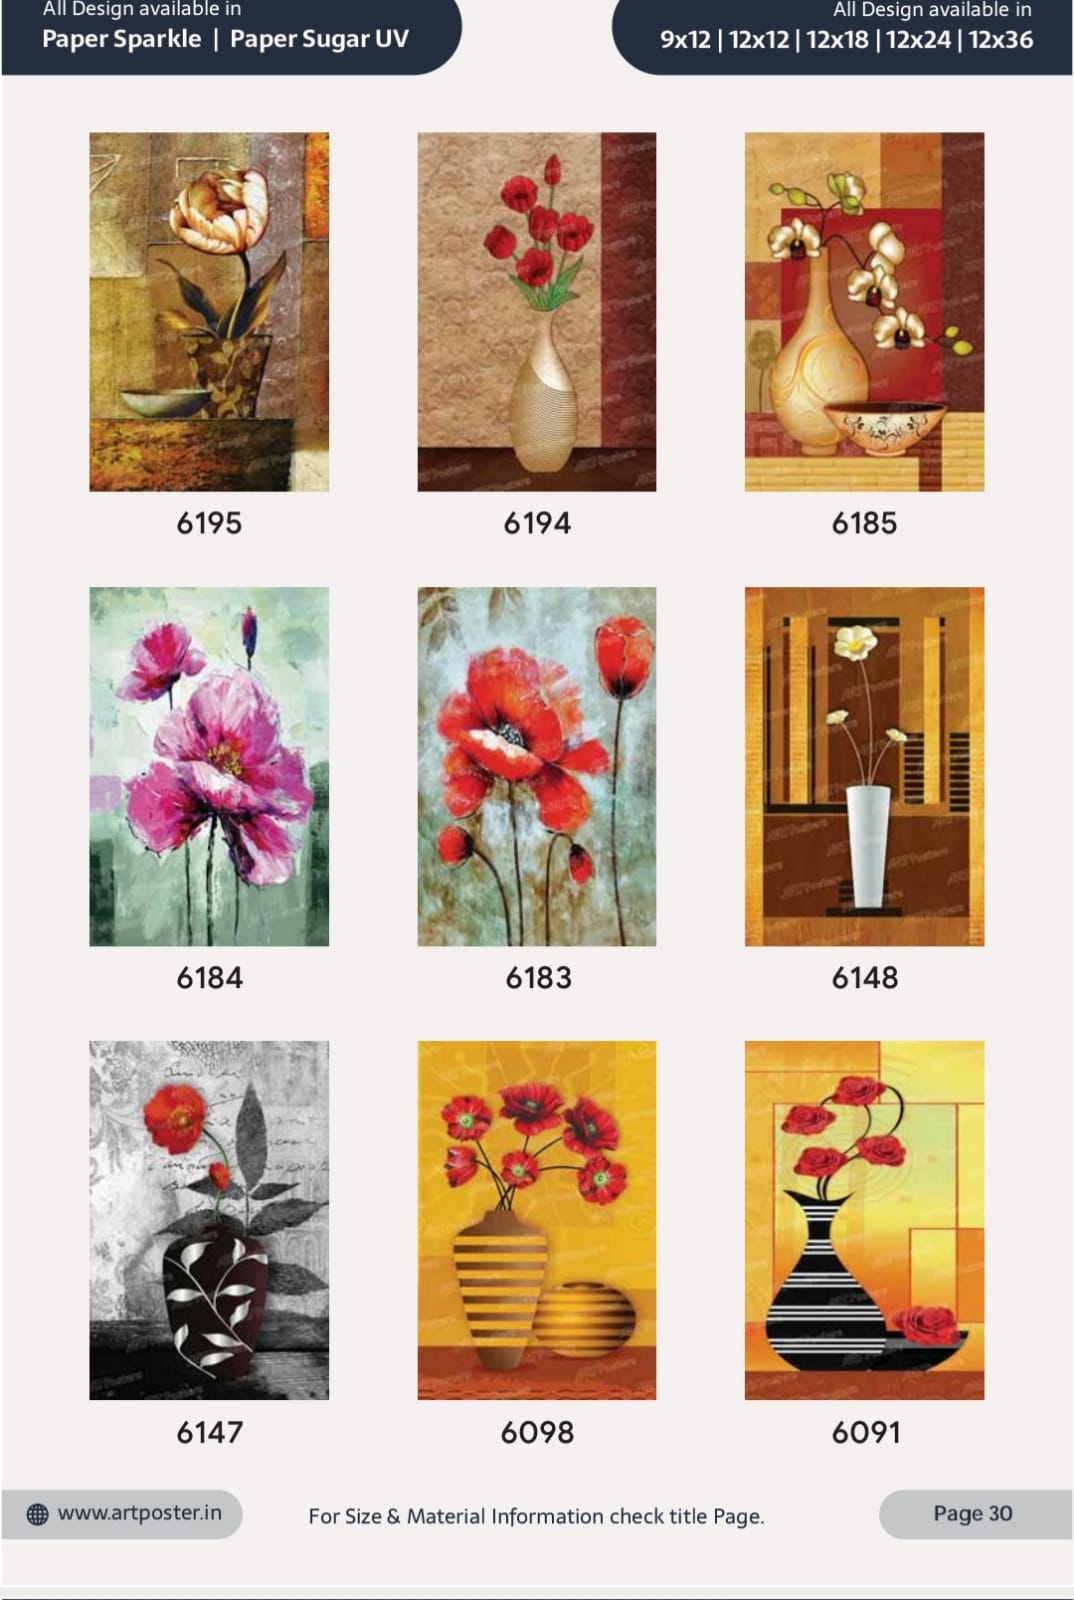 All Design available in
Paper Sparkle | Paper Sugar UV
All Design available in
9x12 | 12x12 | 12x18 | 12x24 | 12x36
6195
6194
6185
6184
6183
6148
6147
6098
6091
www.artposter.in
For Size & Material Information check title Page.
Page 30